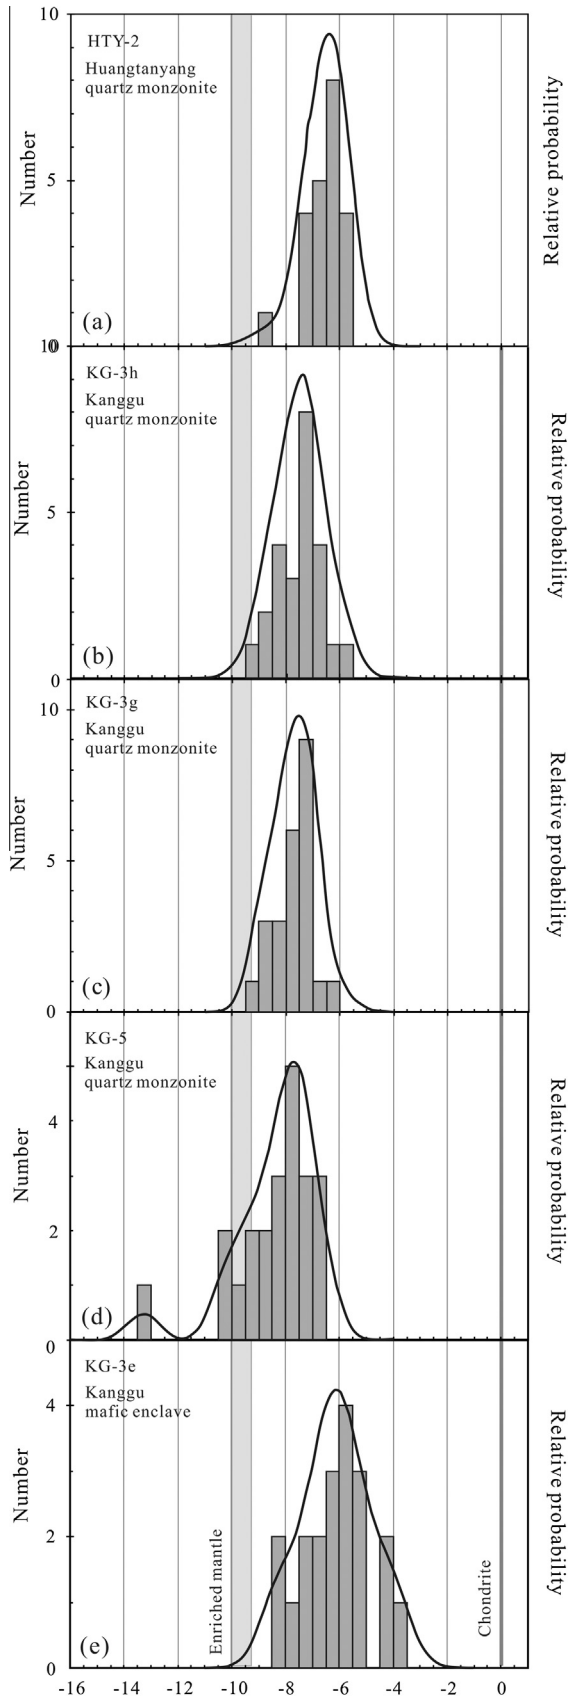 10
HTY-2
Huangtanyang
quartz monzonite
5
Number
Relative probability
(a)
0
10
KG-3h
Kanggu
quartz monzonite
5
Number
Relative probability
(b)
0
KG-3g
10
Kanggu
quartz monzonite
5
Number
Relative probability
(c)
0
KG-5
Kanggu
quartz monzonite
4
Number
Relative probability
2
(d)
0
KG-3e
Kanggu
mafic enclave
4
Number
Relative probability
2
Enriched mantle
Chondrite
(e)
0
-16 -14 -12 -10 -8 -6 -4 -2 0